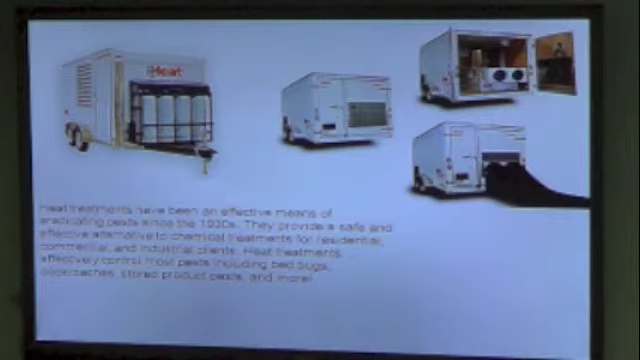 Heat
Heat treatments have been an effective means of
eradicating pests since the 1930s. They provide a safe and
effective alternative to chemical treatments for residential,
commercial, and industrial clients. Heat treatments
effectively control most pests including bed bugs,
cockroaches, stored product pests, and more!